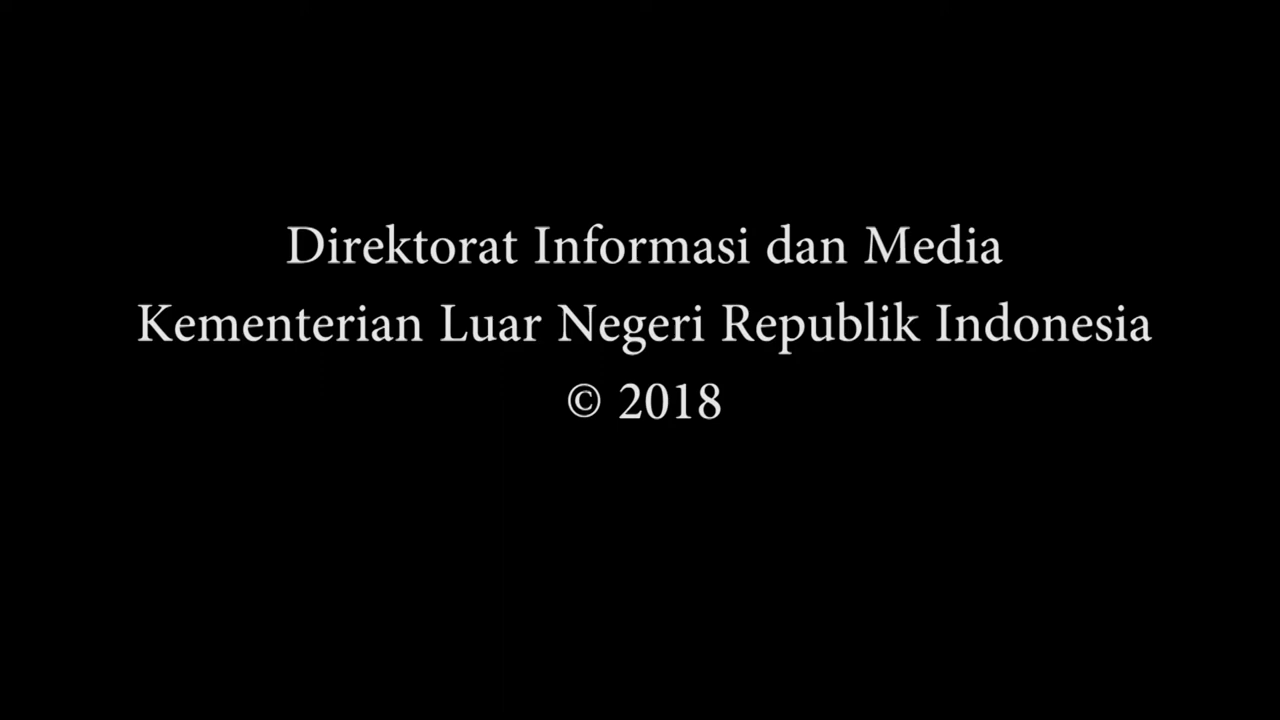 Direktorat Informasi dan Media
Kementerian Luar Negeri Republik Indonesia
© 2018